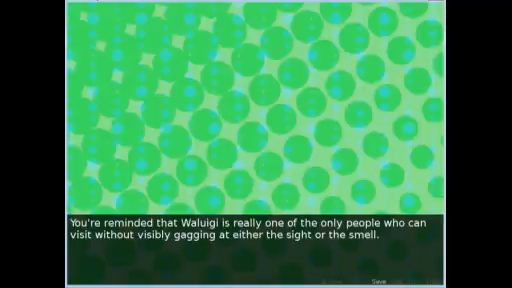 You're reminded that Waluigi is really one of the only people who can
visit without visibly gagging at either the sight or the smell.
Save